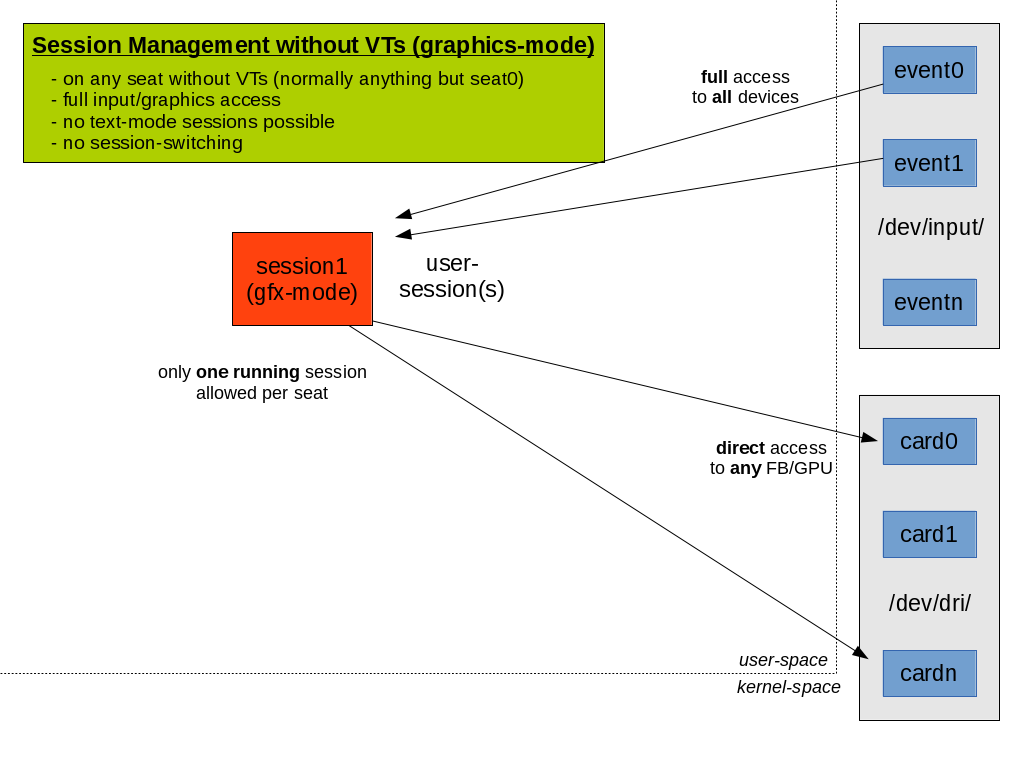 Session Management without VTs (graphics-mode)
- on any seat without VTs (normally anything but seat0)
- full input/graphics access
- no text-mode sessions possible
- no session-switching
full access
to all devices
event0
event1
/dev/input/
eventn
session1
(gfx-mode)
user-
session(s)
only one running session
allowed per seat
direct access
to any FB/GPU
card0
card1
/dev/dri/
cardn
user-space
kernel-space